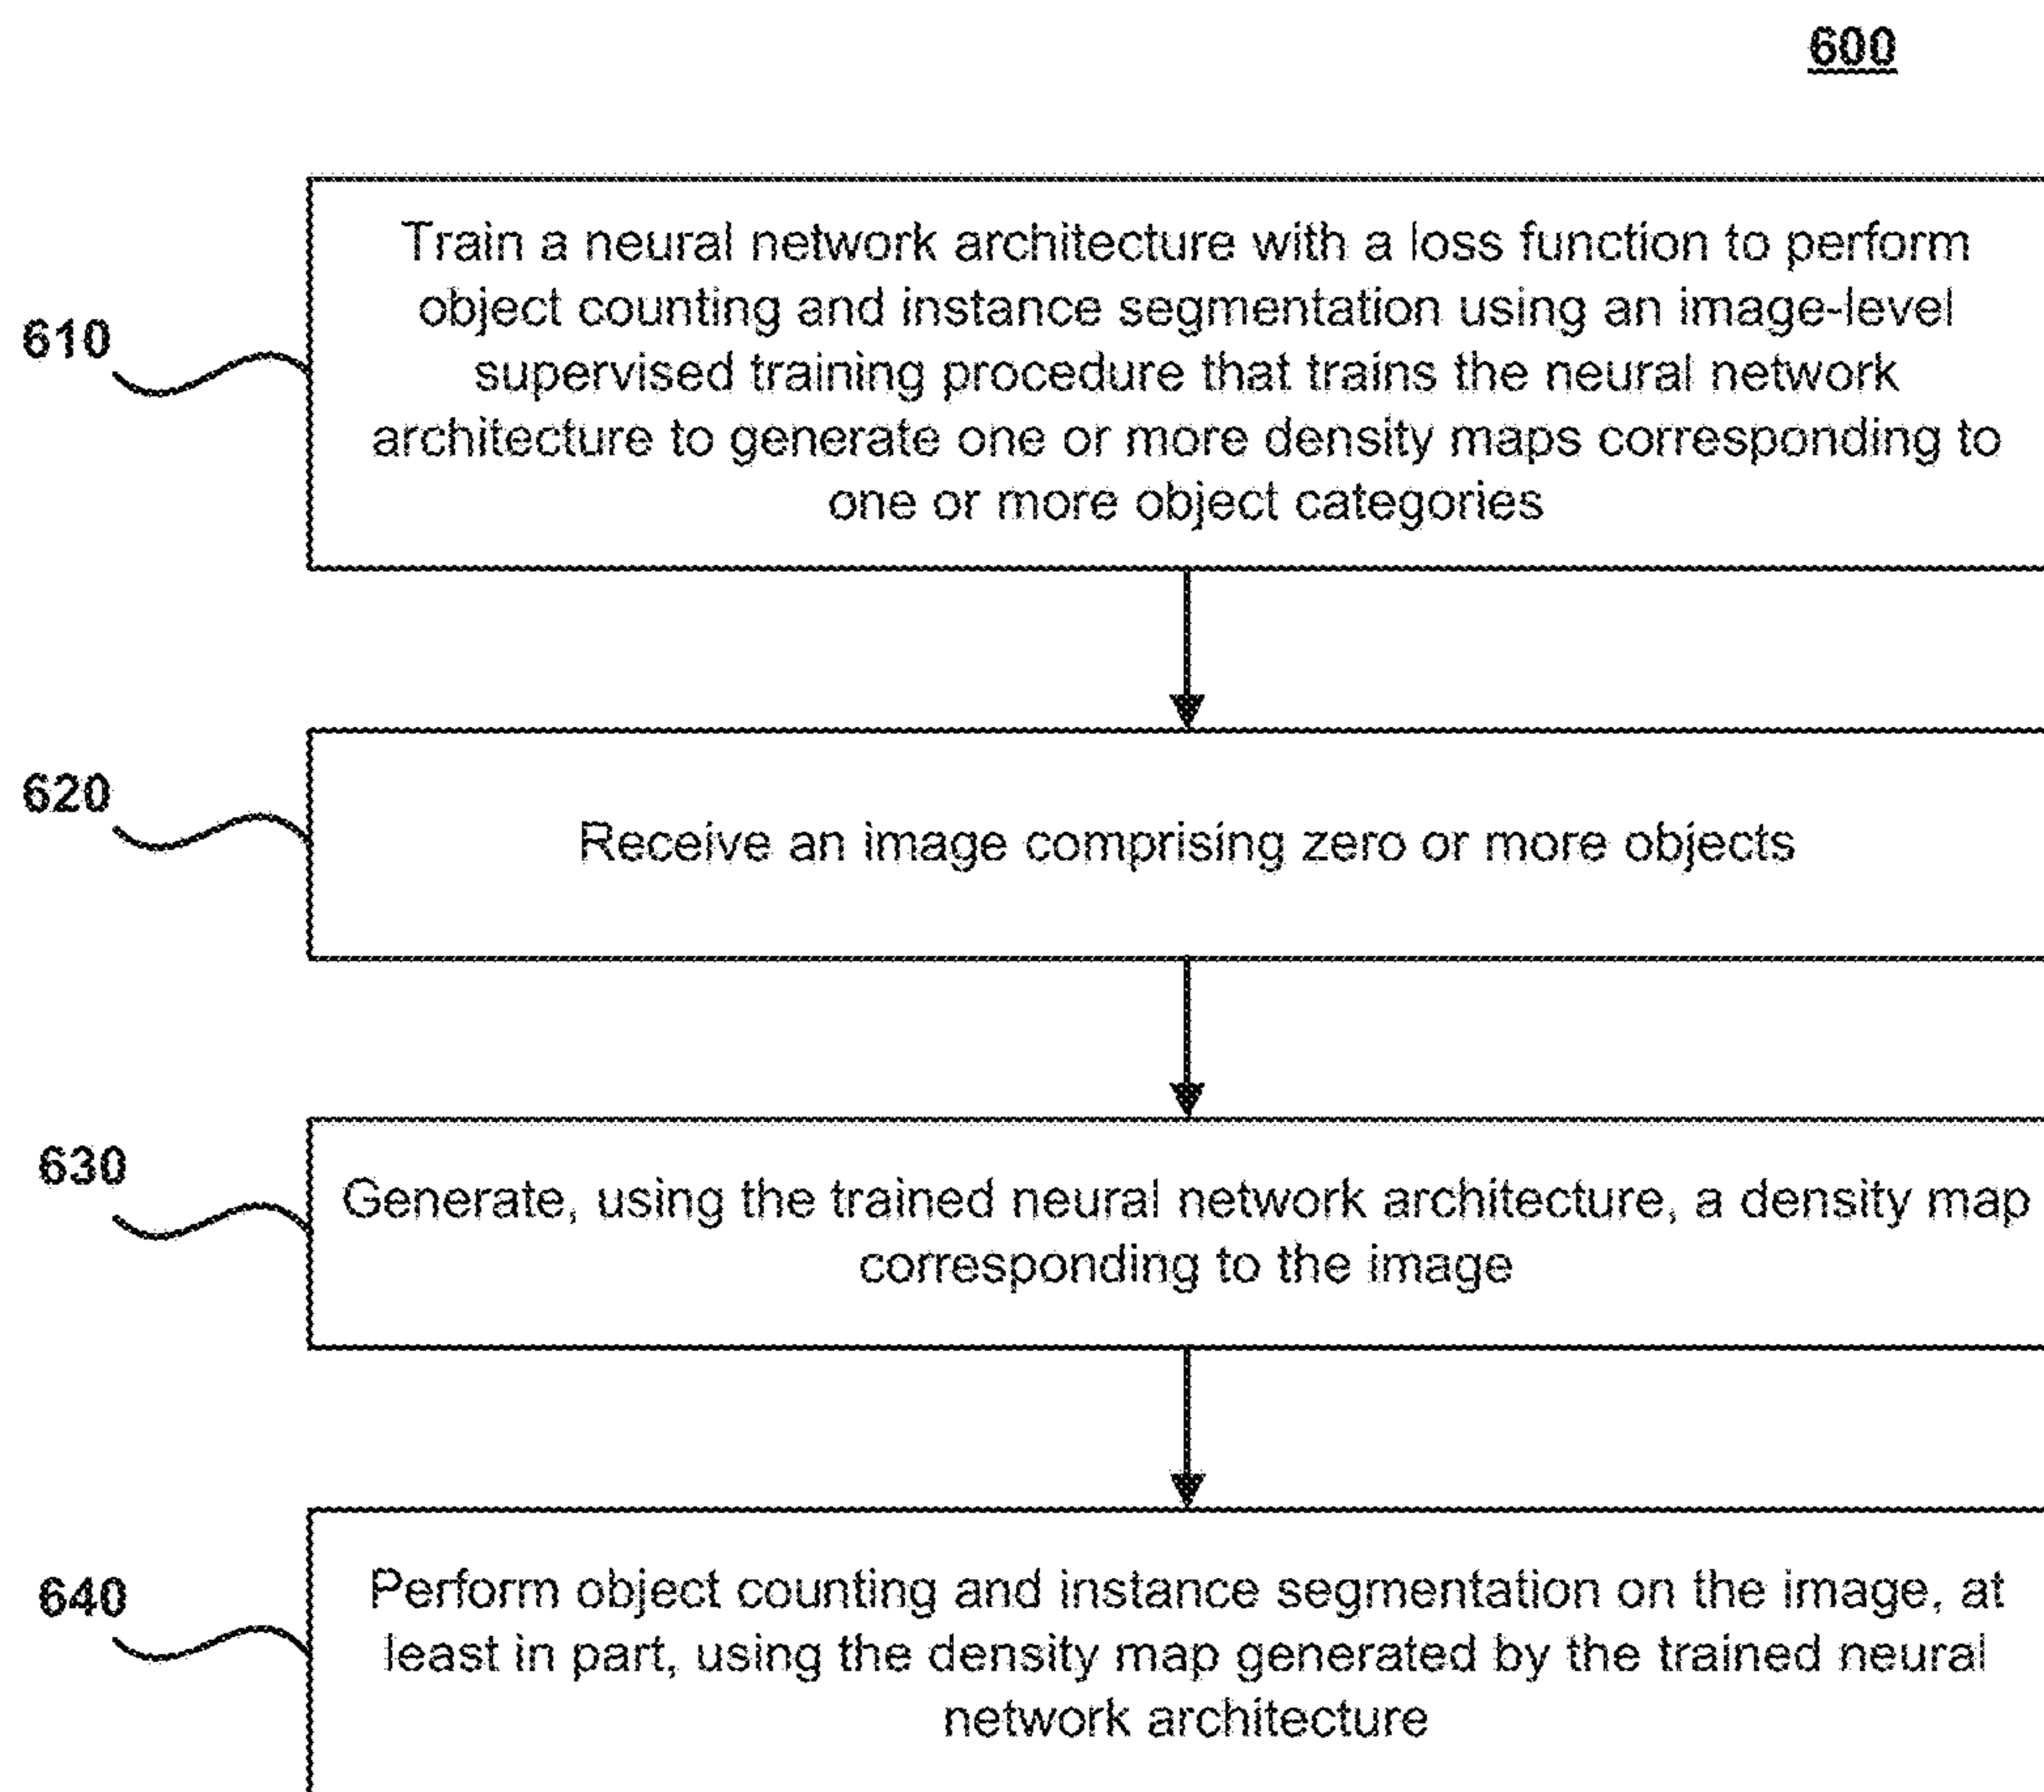 600
610
Train a neural network architecture with a loss function to perform
object counting and instance segmentation using an image-level
supervised training procedure that trains the neural network
architecture to generate one or more density maps corresponding to
one or more object categories
620
Receive an image comprising zero or more objects
630
Generate, using the trained neural network architecture, a density map
corresponding to the image
640
Perform object counting and instance segmentation on the image, at
least in part, using the density map generated by the trained neural
network architecture